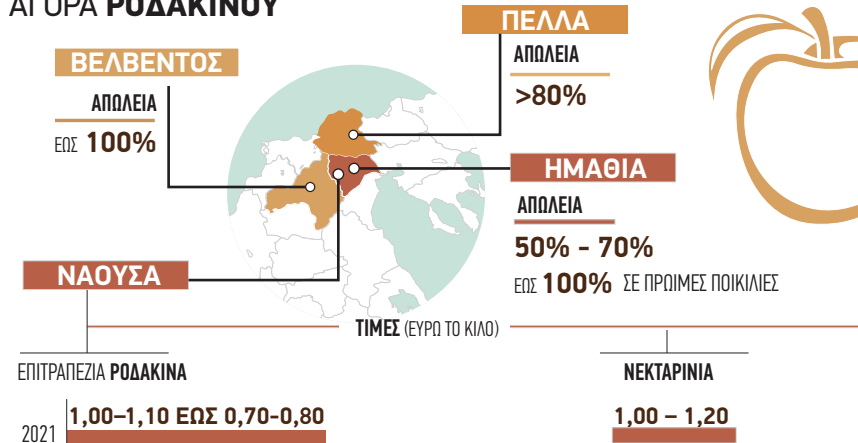 ΑΓΟΡΑ ΡΟΔΑΚΙΝΟΥ
ΠΕΛΛΑ
ΑΠΩΛΕΙΑ
>80%
ΒΕΛΒΕΝΤΟΣ
ΑΠΩΛΕΙΑ
ΕΩΣ 100%
ΗΜΑΘΙΑ
ΑΠΩΛΕΙΑ
50% - 70%
ΕΩΣ 100% ΣΕ ΠΡΩΙΜΕΣ ΠΟΙΚΙΛΙΕΣ
ΝΑΟΥΣΑ
ΤΙΜΕΣ (ΕΥΡΩ ΤΟ ΚΙΛΟ)
ΕΠΙΤΡΑΠΕΖΙΑ ΡΟΔΑΚΙΝΑ
ΝΕΚΤΑΡΙΝΙΑ
2021 1,00–1,10 ΕΩΣ 0,70-0,80
1,00 – 1,20